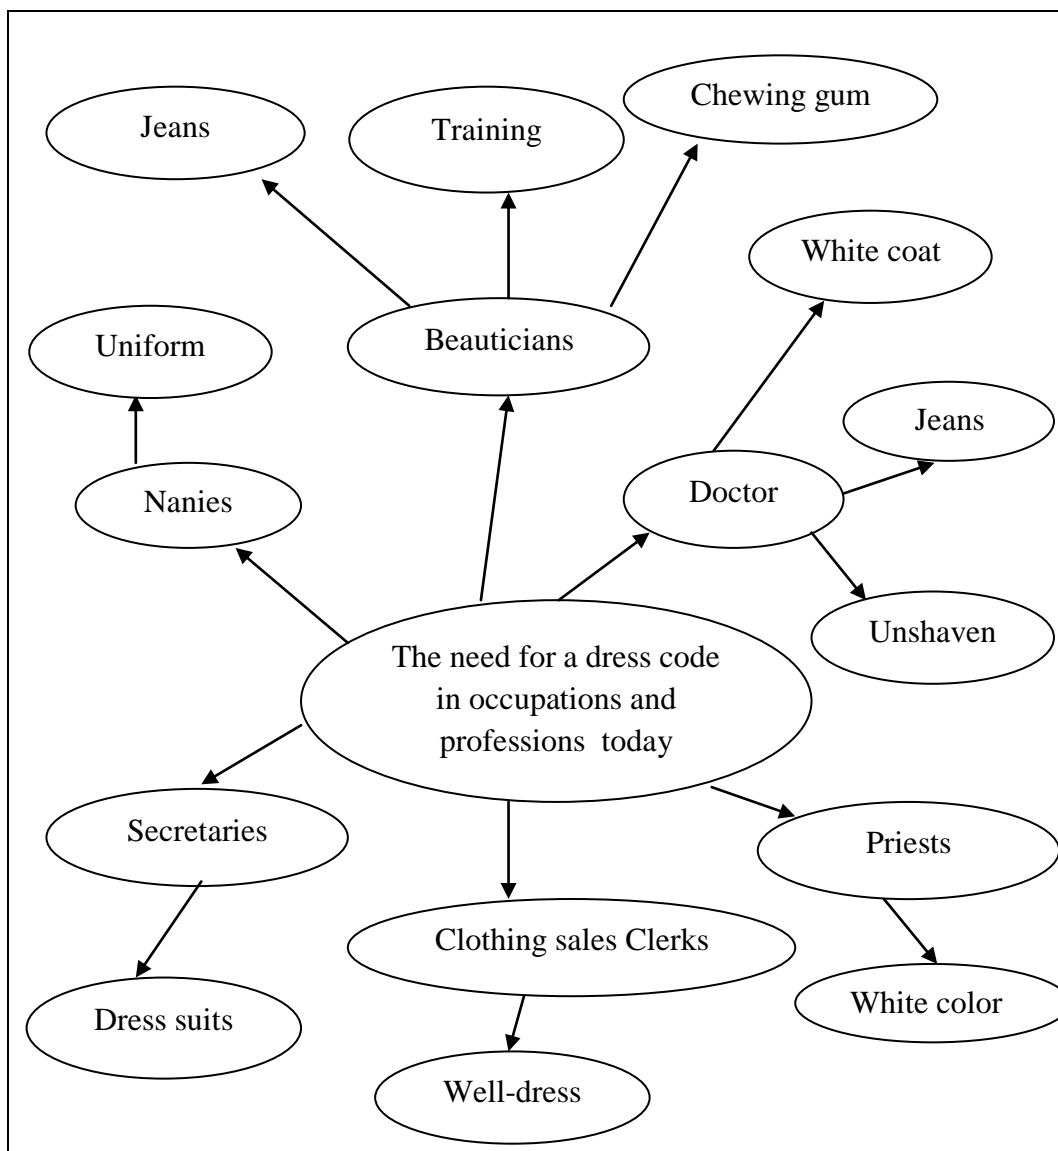 Chewing gum
Jeans
Training
White coat
Uniform
Beauticians
Jeans
Nanies
Doctor
Unshaven
The need for a dress code
in occupations and
professions today
Secretaries
Priests
Clothing sales Clerks
White color
Dress suits
Well-dress